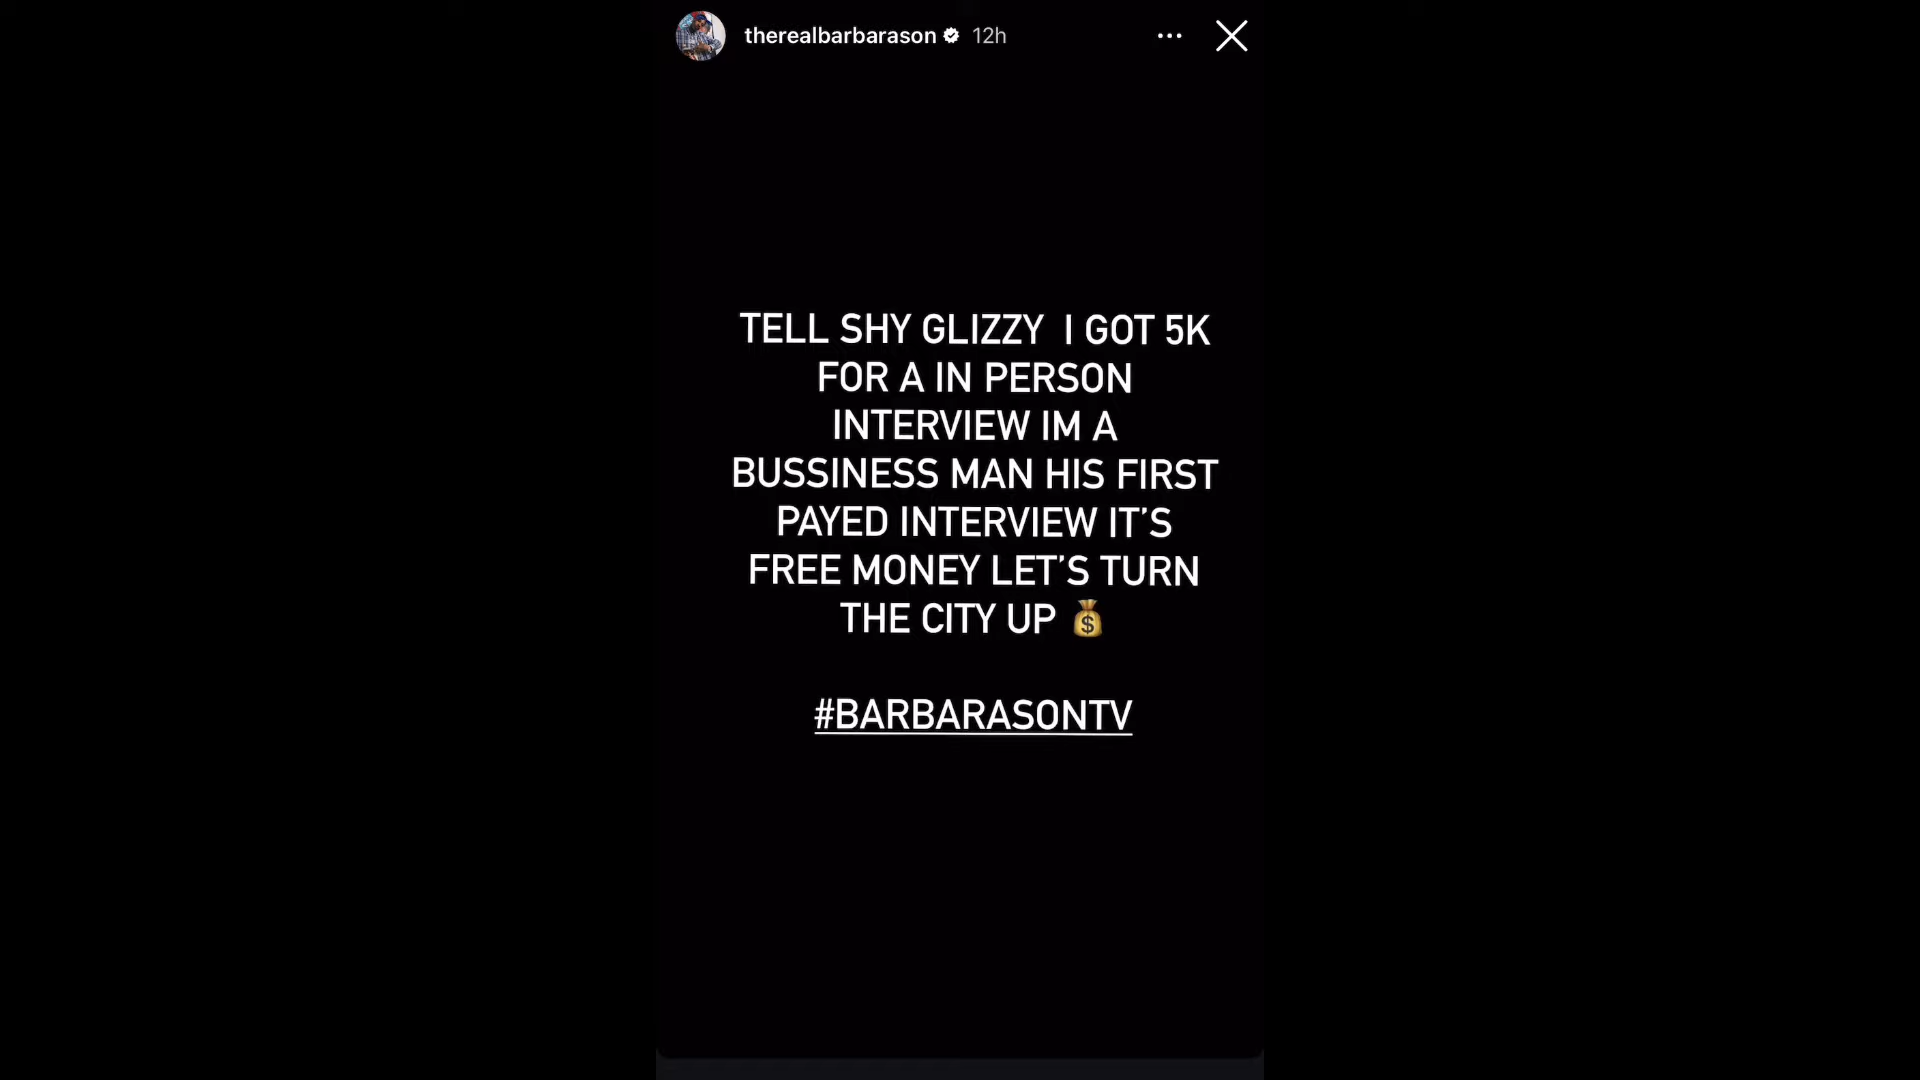 therealbarbarason 12h
TELL SHY GLIZZY I GOT 5K
FOR A IN PERSON
INTERVIEW IM A
BUSSINESS MAN HIS FIRST
PAYED INTERVIEW IT’S
FREE MONEY LET’S TURN
THE CITY UP 💰
#BARBARASONTV